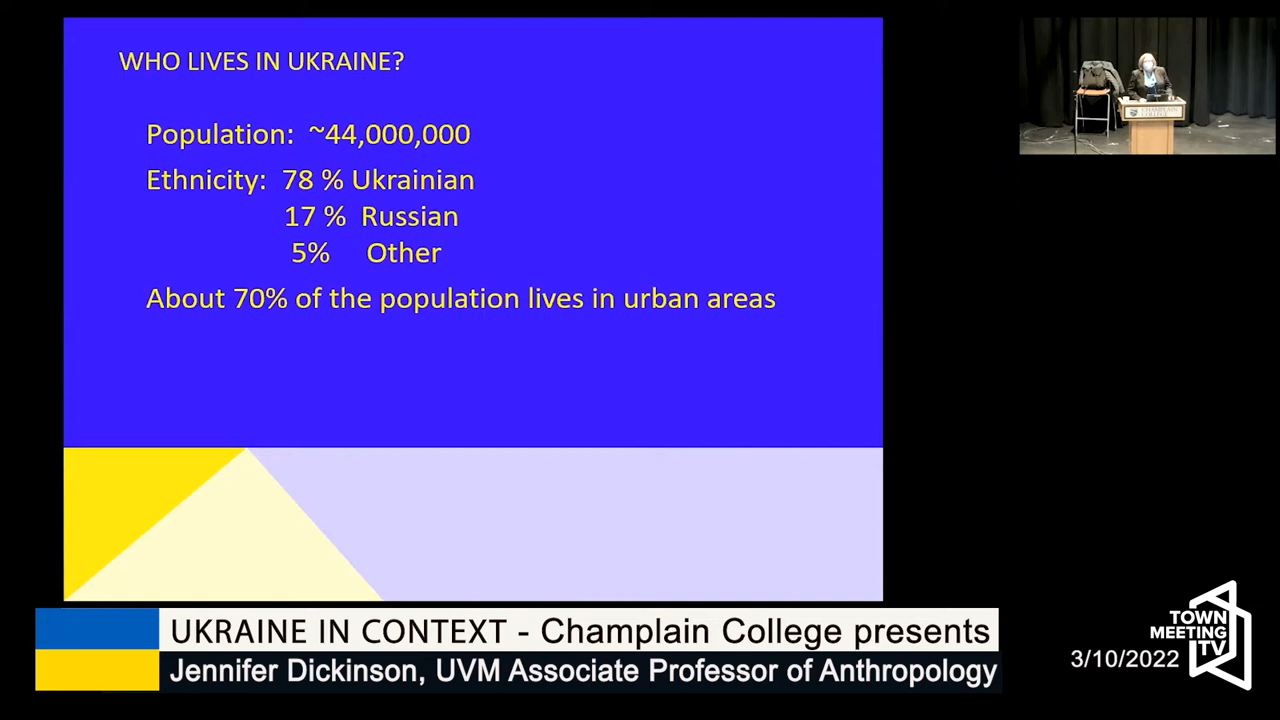 WHO LIVES IN UKRAINE?
Population: ~44,000,000
Ethnicity: 78 % Ukrainian
17 % Russian
5% Other
About 70% of the population lives in urban areas
CHAMPLAIN
COLLEGE
UKRAINE IN CONTEXT - Champlain College presents
Jennifer Dickinson, UVM Associate Professor of Anthropology
3/10/2022
TOWN
MEETING
TV